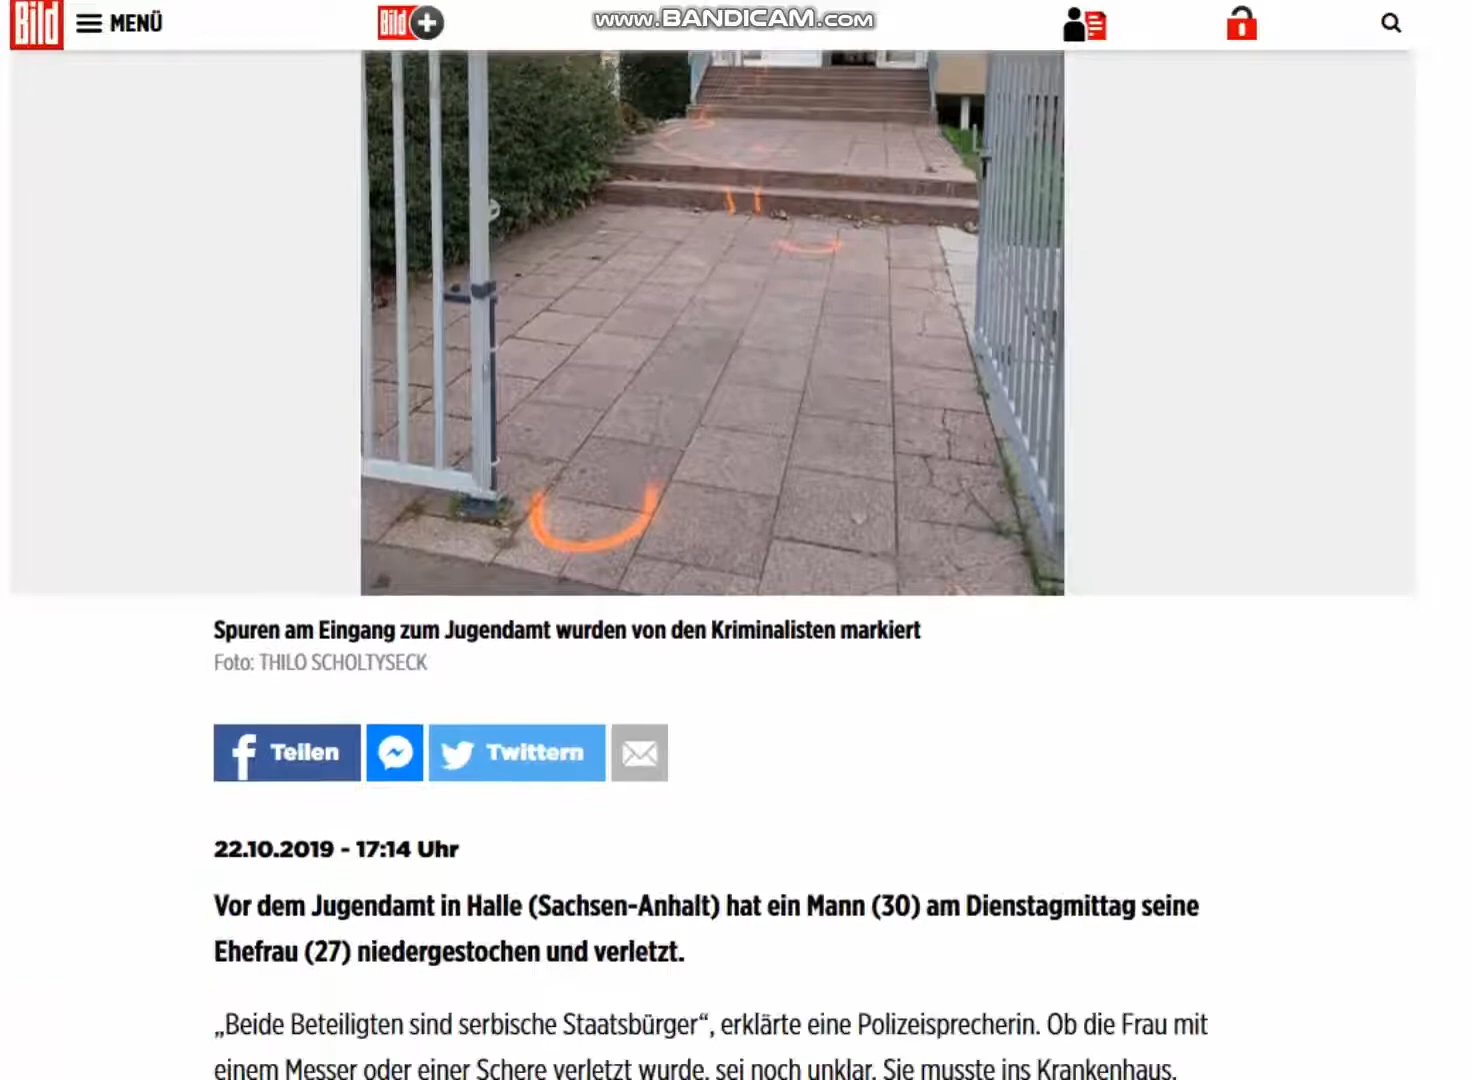 Bild
MENÜ
Bild+
www.BANDICAM.com
Spuren am Eingang zum Jugendamt wurden von den Kriminalisten markiert
Foto: THILO SCHOLTYSECK
Teilen
Twittern
22.10.2019 - 17:14 Uhr
Vor dem Jugendamt in Halle (Sachsen-Anhalt) hat ein Mann (30) am Dienstagmittag seine
Ehefrau (27) niedergestochen und verletzt.
„Beide Beteiligten sind serbische Staatsbürger“, erklärte eine Polizeisprecherin. Ob die Frau mit
einem Messer oder einer Schere verletzt wurde, sei noch unklar. Sie musste ins Krankenhaus.